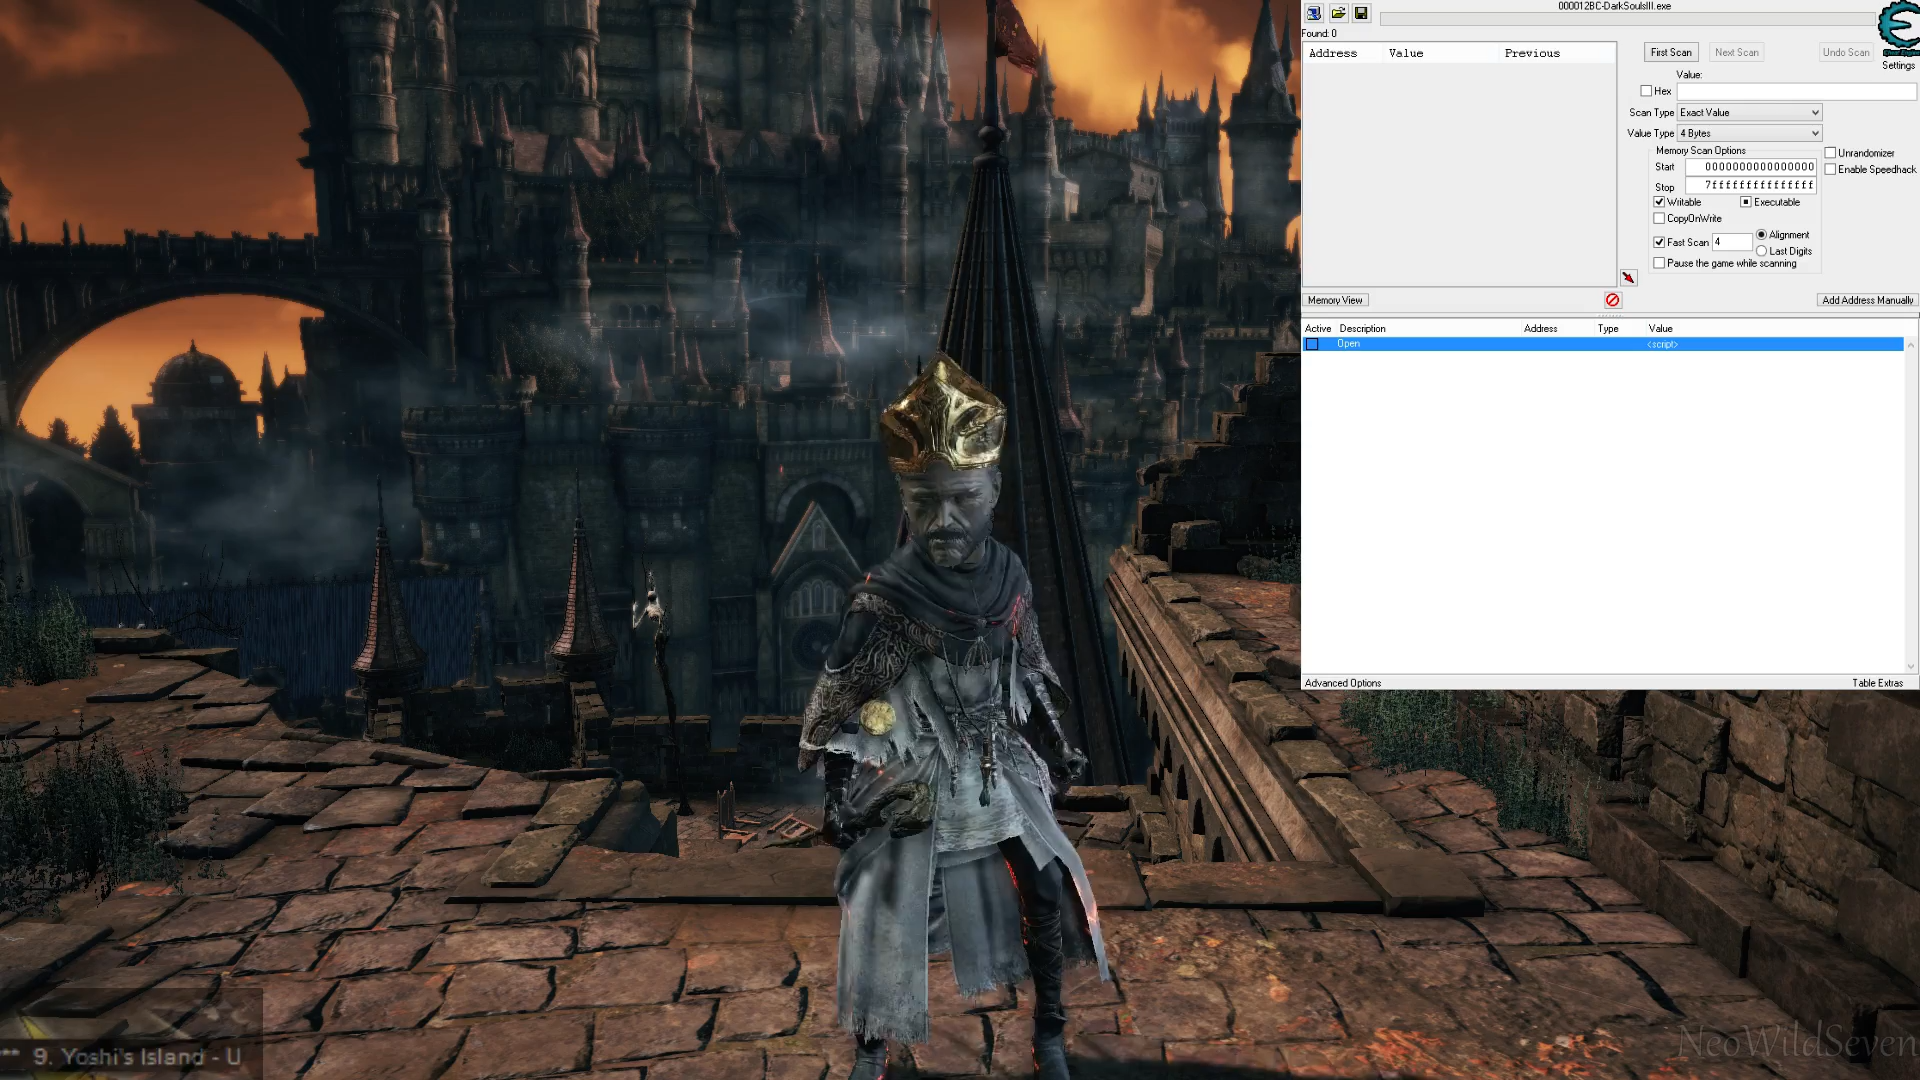 000012BC-DarkSoulsIII.exe
Found: 0
Address Value Previous
First Scan Next Scan Undo Scan
Settings
Value:
Hex
Scan Type Exact Value
Value Type 4 Bytes
Memory Scan Options
Unrandomizer
Start 0000000000000000
Enable Speedhack
Stop 7fffffffffffffff
Writable Executable
CopyOnWrite
Fast Scan 4 Alignment
Last Digits
Pause the game while scanning
Memory View Add Address Manually
Active Description Address Type Value
Open <script>
Advanced Options Table Extras
*** 9. Yoshi's Island - U
NeoWildSeven